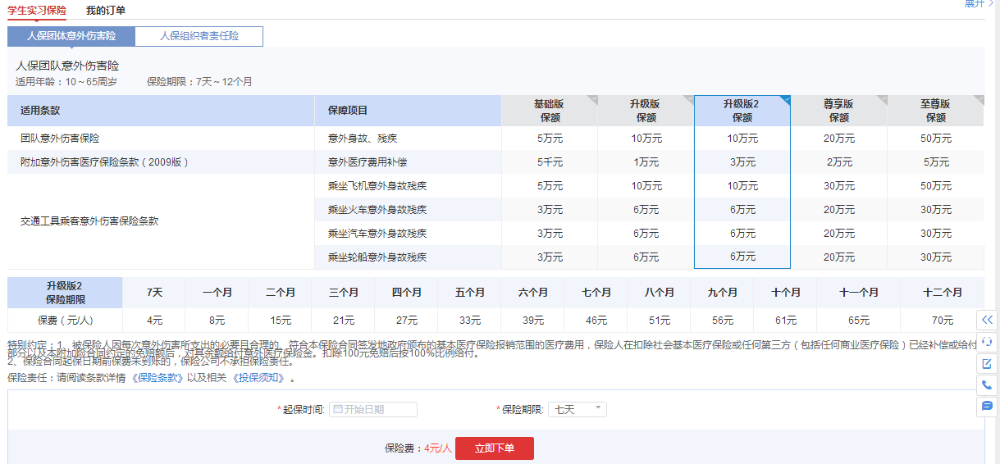 学生实习保险 我的订单 展开
人保团体意外伤害险 人保组织者责任险
人保团队意外伤害险
适用年龄：10～65周岁 保险期限：7天～12个月
适用条款 保障项目 基础版 保额 升级版 保额 升级版2 保额 尊享版 保额 至尊版 保额
团队意外伤害保险 意外身故、残疾 5万元 10万元 10万元 20万元 50万元
附加意外伤害医疗保险条款（2009版） 意外医疗费用补偿 5千元 1万元 3万元 2万元 5万元
交通工具乘客意外伤害保险条款
乘坐飞机意外身故残疾 5万元 10万元 10万元 30万元 50万元
乘坐火车意外身故残疾 3万元 6万元 6万元 20万元 30万元
乘坐汽车意外身故残疾 3万元 6万元 6万元 20万元 30万元
乘坐轮船意外身故残疾 3万元 6万元 6万元 20万元 30万元
升级版2 保险期限 7天 一个月 二个月 三个月 四个月 五个月 六个月 七个月 八个月 九个月 十个月 十一个月 十二个月
保费（元/人） 4元 8元 15元 21元 27元 33元 39元 46元 51元 56元 61元 65元 70元
特别约定：1、被保险人因每次意外伤害所支出的必要且合理的、符合本保险合同签发地政府颁布的基本医疗保险报销范围的医疗费用，保险人在扣除社会基本医疗保险或任何第三方（包括任何商业医疗保险）已经补偿或给付
部分以及本附加险合同约定的免赔额后，对其余额给付意外医疗保险金。扣除100元免赔后按100%比例给付。
2、保险合同起保日期前保费未到账的，保险公司不承担保险责任。
保险责任：请阅读条款详情《保险条款》以及相关《投保须知》。
*起保时间: 开始日期 *保险期限: 七天
保险费：4元/人 立即下单